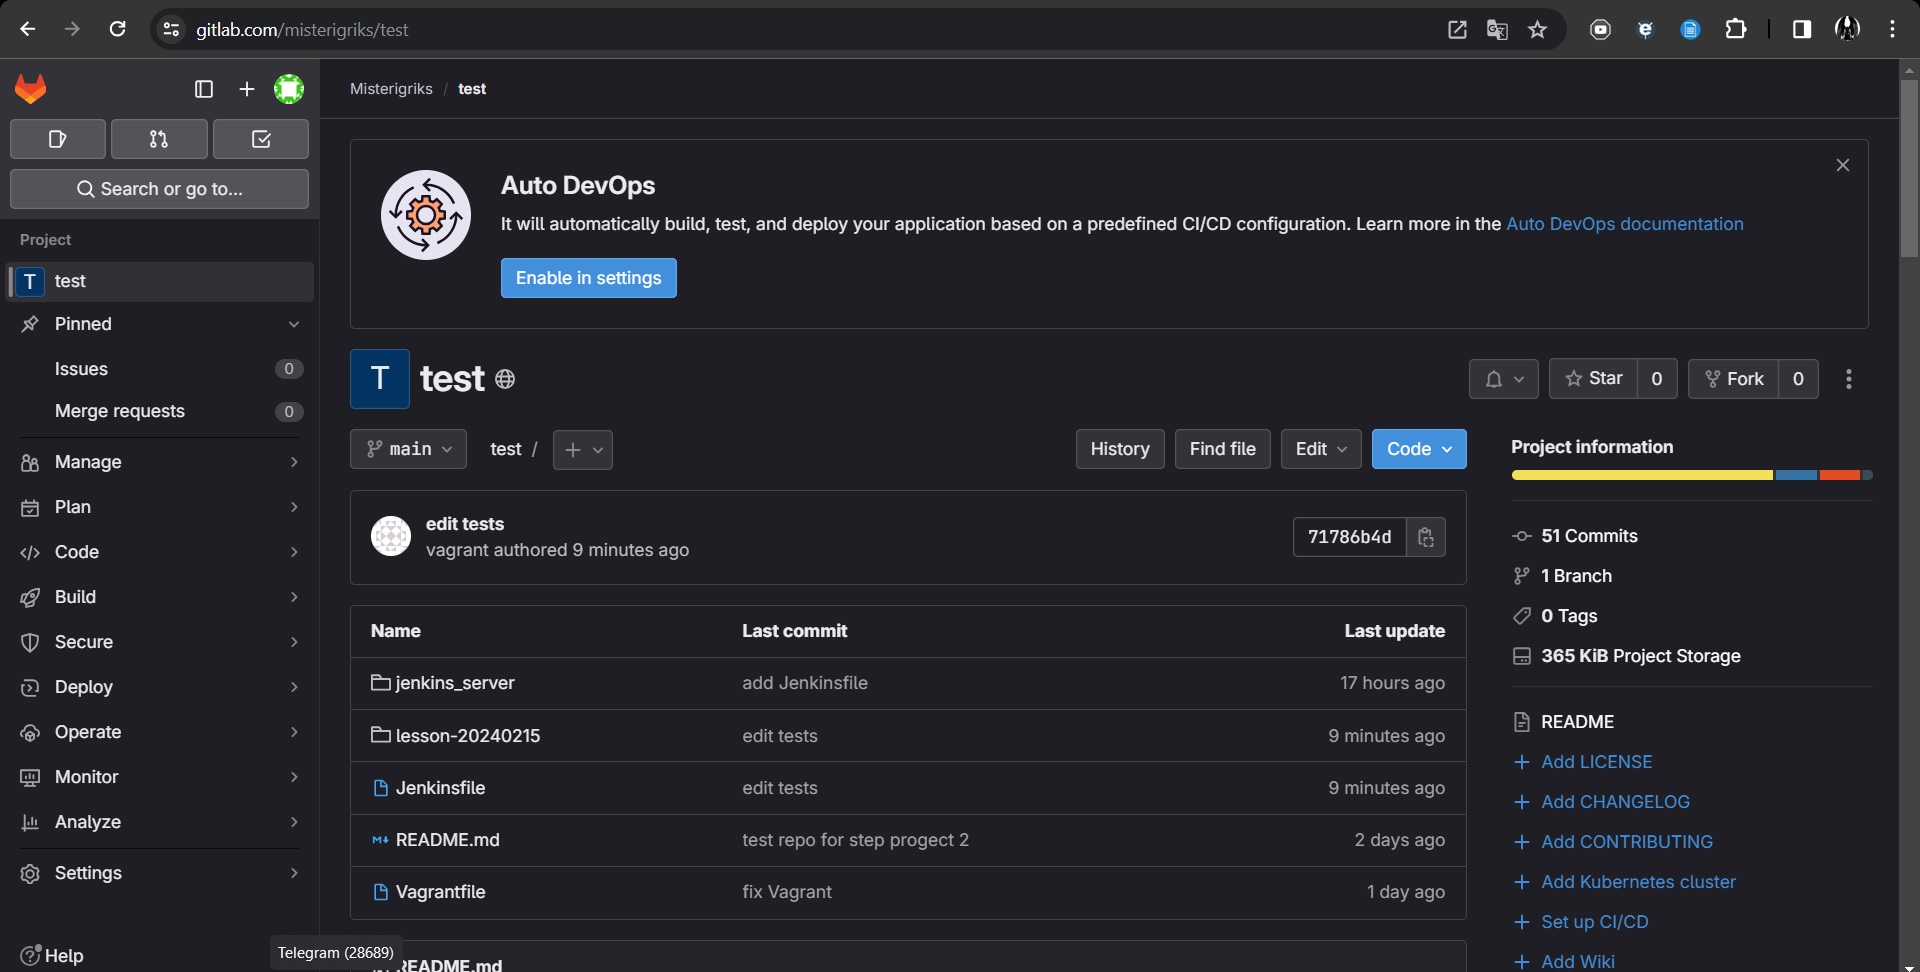 gitlab.com/misterigriks/test
Misterigriks / test
Search or go to...
Project
T test
Pinned
Issues 0
Merge requests 0
Manage
Plan
Code
Build
Secure
Deploy
Operate
Monitor
Analyze
Settings
Help
Telegram (28689)
Auto DevOps
It will automatically build, test, and deploy your application based on a predefined CI/CD configuration. Learn more in the Auto DevOps documentation
Enable in settings
T test
Star 0
Fork 0
main
test /
History
Find file
Edit
Code
edit tests
vagrant authored 9 minutes ago
71786b4d
Name Last commit Last update
jenkins_server add Jenkinsfile 17 hours ago
lesson-20240215 edit tests 9 minutes ago
Jenkinsfile edit tests 9 minutes ago
README.md test repo for step progect 2 2 days ago
Vagrantfile fix Vagrant 1 day ago
README.md
Project information
51 Commits
1 Branch
0 Tags
365 KiB Project Storage
README
Add LICENSE
Add CHANGELOG
Add CONTRIBUTING
Add Kubernetes cluster
Set up CI/CD
Add Wiki